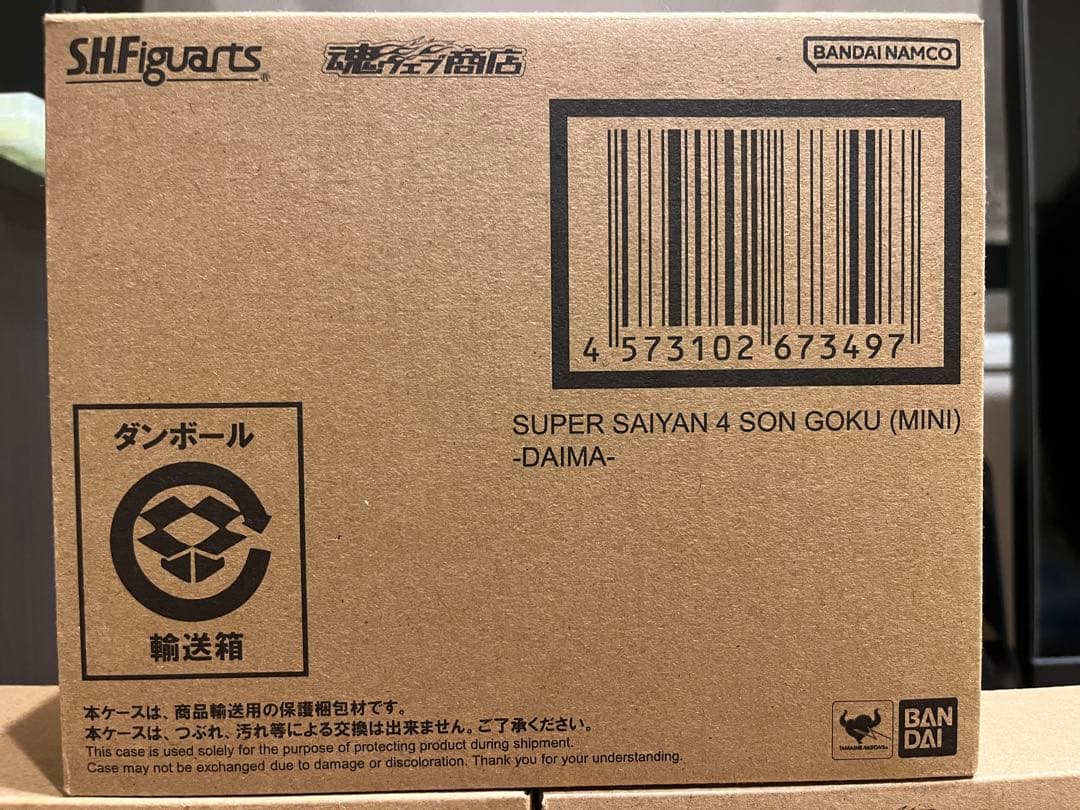 S.H.Figuarts®
魂ウェブ商店
BANDAI NAMCO
4 573102 673497
SUPER SAIYAN 4 SON GOKU (MINI)
-DAIMA-
ダンボール
輸送箱
本ケースは、商品輸送用の保護梱包材です。
本ケースは、つぶれ、汚れ等による交換は出来ません。ご了承ください。
This case is used solely for the purpose of protecting product during shipment.
Case may not be exchanged due to damage or discoloration. Thank you for your understanding.
TAMASHII NATIONS
BAN
DAI